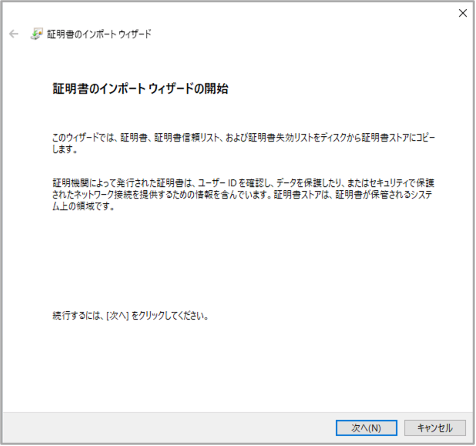 証明書のインポート ウィザード
証明書のインポート ウィザードの開始
このウィザードでは、証明書、証明書信頼リスト、および証明書失効リストをディスクから証明書ストアにコピー
します。
証明機関によって発行された証明書は、ユーザー ID を確認し、データを保護したり、またはセキュリティで保護
されたネットワーク接続を提供するための情報を含んでいます。証明書ストアは、証明書が保管されるシステ
ム上の領域です。
続行するには、[次へ] をクリックしてください。
次へ(N)
キャンセル